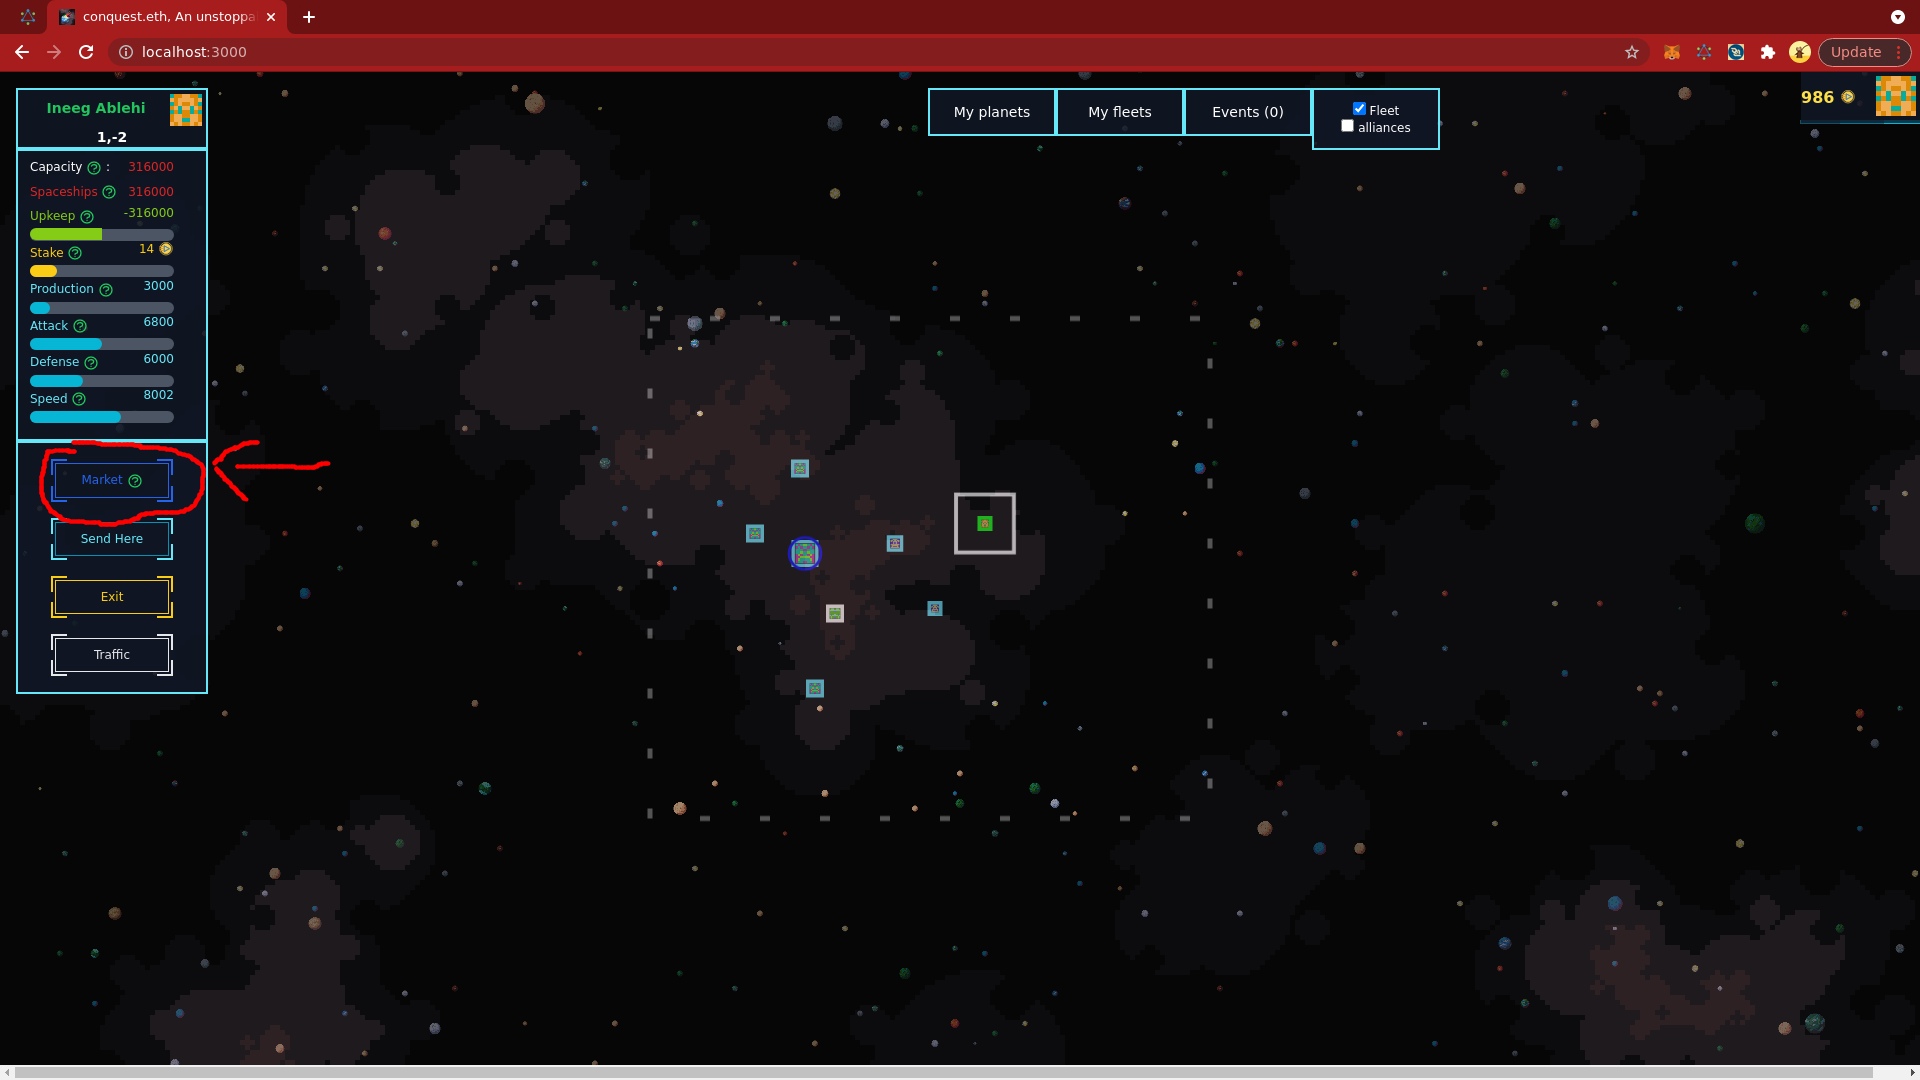 conquest.eth, An unstoppa
localhost:3000
Update
Ineeg Ablehi
1,-2
Capacity ? : 316000
Spaceships ? 316000
Upkeep ? -316000
Stake ? 14
Production ? 3000
Attack ? 6800
Defense ? 6000
Speed ? 8002
Market ?
Send Here
Exit
Traffic
My planets
My fleets
Events (0)
Fleet
alliances
986